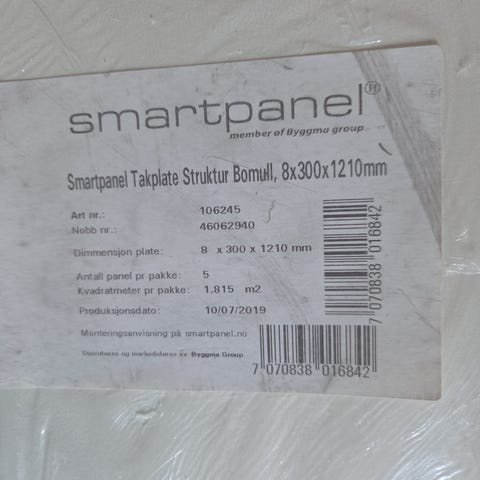 smartpanel®
member of Byggma group
Smartpanel Takplate Struktur Bomull, 8x300x1210mm
Art nr.: 106245
Nobb nr.: 46062940
Dimmensjon plate: 8 x 300 x 1210 mm
Antall panel pr pakke: 5
Kvadratmeter pr pakke: 1,815 m2
Produksjonsdato: 10/07/2019
Monteringsanvisning på smartpanel.no
og markedsføres av Byggma Group
7 070838 016842
7 070838 016842